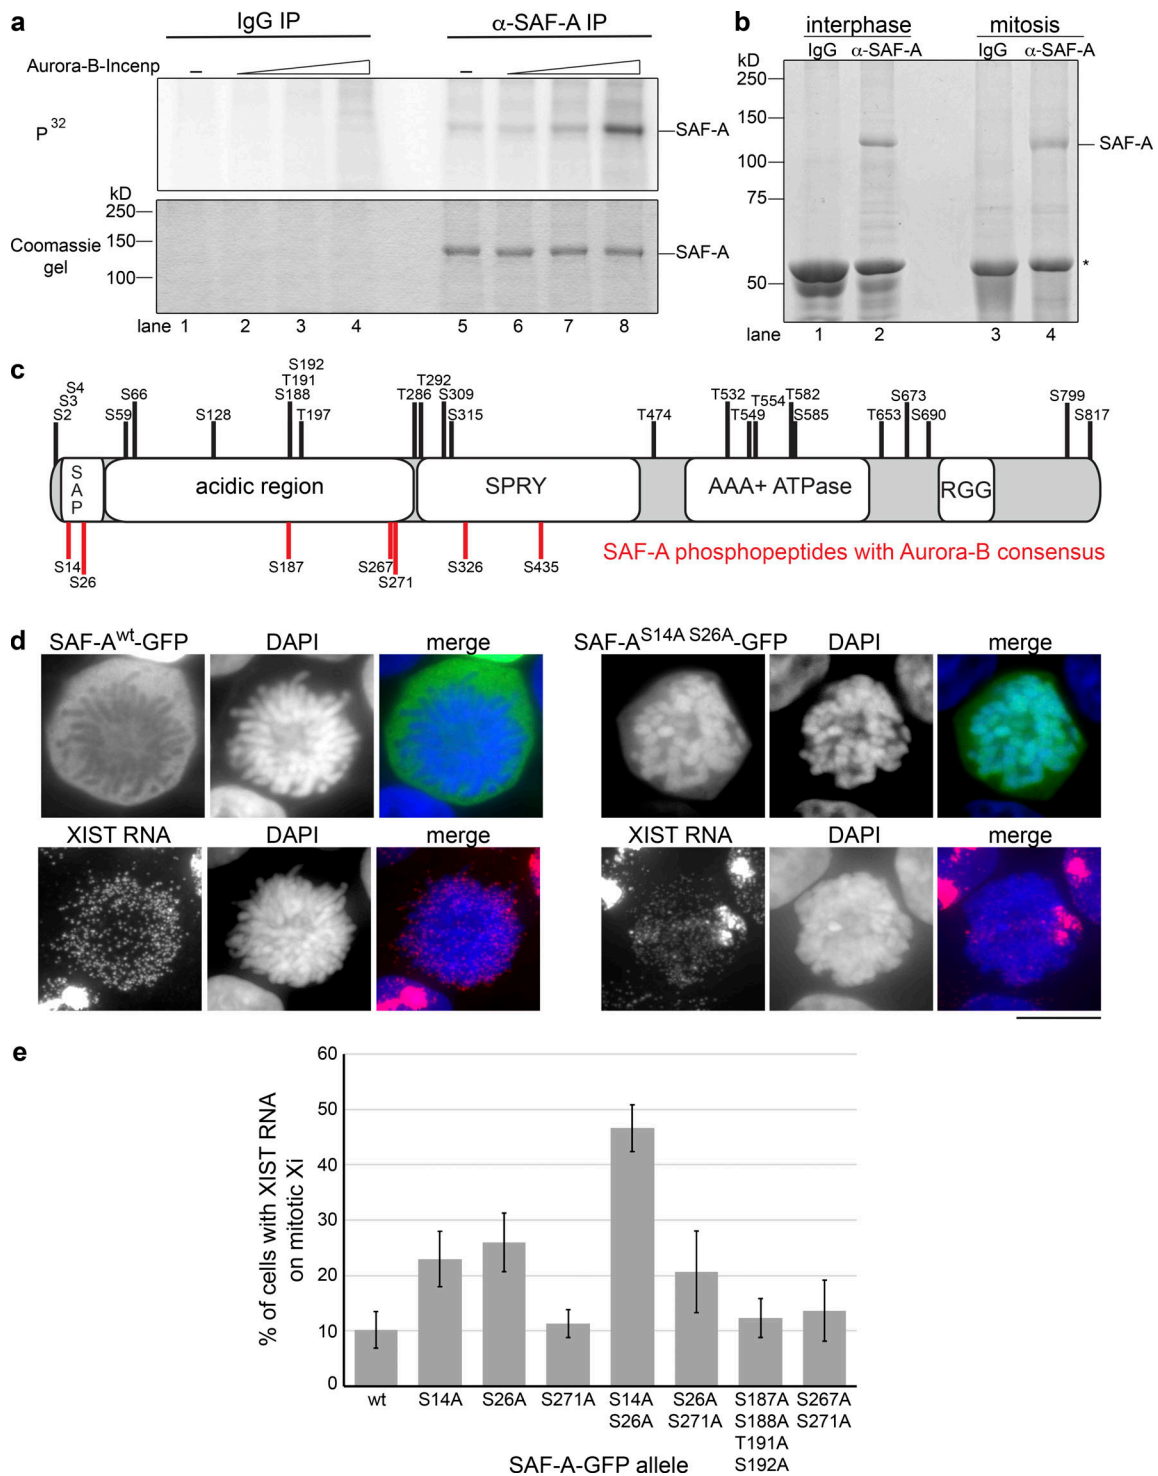 a
IgG IP
α-SAF-A IP
Aurora-B-Incenp
–
–
P32
SAF-A
kD
250
150
100
Coomassie
gel
SAF-A
lane 1 2 3 4 5 6 7 8
b
interphase mitosis
kD IgG α-SAF-A IgG α-SAF-A
250
150
SAF-A
100
75
*
50
lane 1 2 3 4
c
S4
S3
S2
S66
S59
S128
S192
T191
S188
T197
T292
T286
S309
S315
T474
T532
T554
T549
T582
S585
S673
T653
S690
S799
S817
SAP
acidic region
SPRY
AAA+ ATPase
RGG
S14
S26
S187
S267
S271
S326
S435
SAF-A phosphopeptides with Aurora-B consensus
d
SAF-Awt-GFP DAPI merge
SAF-AS14A S26A-GFP DAPI merge
XIST RNA DAPI merge
XIST RNA DAPI merge
e
% of cells with XIST RNA
on mitotic Xi
60
50
40
30
20
10
0
wt S14A S26A S271A S14A S26A S187A S267A
S26A S271A S188A S271A
T191A
S192A
SAF-A-GFP allele